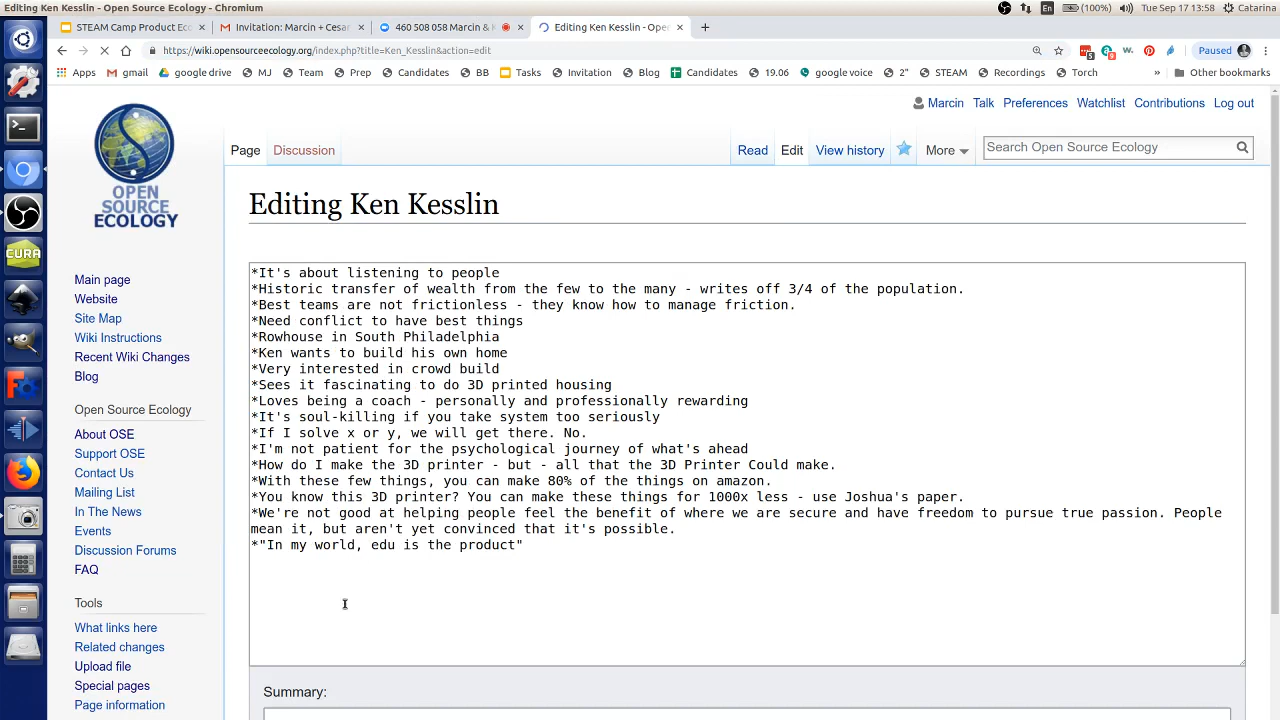 Editing Ken Kesslin - Open Source Ecology - Chromium
En (100%) Tue Sep 17 13:58 Catarina
STEAM Camp Product Eco × Invitation: Marcin + Cesar × 460 508 058 Marcin & K × Editing Ken Kesslin - Ope × +
https://wiki.opensourceecology.org/index.php?title=Ken_Kesslin&action=edit Paused
Apps gmail google drive MJ Team Prep Candidates BB Tasks Invitation Blog Candidates 19.06 google voice 2" STEAM Recordings Torch » Other bookmarks
Marcin Talk Preferences Watchlist Contributions Log out
Page Discussion Read Edit View history More Search Open Source Ecology
OPEN
SOURCE
ECOLOGY
Main page
Website
Site Map
Wiki Instructions
Recent Wiki Changes
Blog
Open Source Ecology
About OSE
Support OSE
Contact Us
Mailing List
In The News
Events
Discussion Forums
FAQ
Tools
What links here
Related changes
Upload file
Special pages
Page information
Editing Ken Kesslin
*It's about listening to people
*Historic transfer of wealth from the few to the many - writes off 3/4 of the population.
*Best teams are not frictionless - they know how to manage friction.
*Need conflict to have best things
*Rowhouse in South Philadelphia
*Ken wants to build his own home
*Very interested in crowd build
*Sees it fascinating to do 3D printed housing
*Loves being a coach - personally and professionally rewarding
*It's soul-killing if you take system too seriously
*If I solve x or y, we will get there. No.
*I'm not patient for the psychological journey of what's ahead
*How do I make the 3D printer - but - all that the 3D Printer Could make.
*With these few things, you can make 80% of the things on amazon.
*You know this 3D printer? You can make these things for 1000x less - use Joshua's paper.
*We're not good at helping people feel the benefit of where we are secure and have freedom to pursue true passion. People
mean it, but aren't yet convinced that it's possible.
*"In my world, edu is the product"
Summary:
CURA